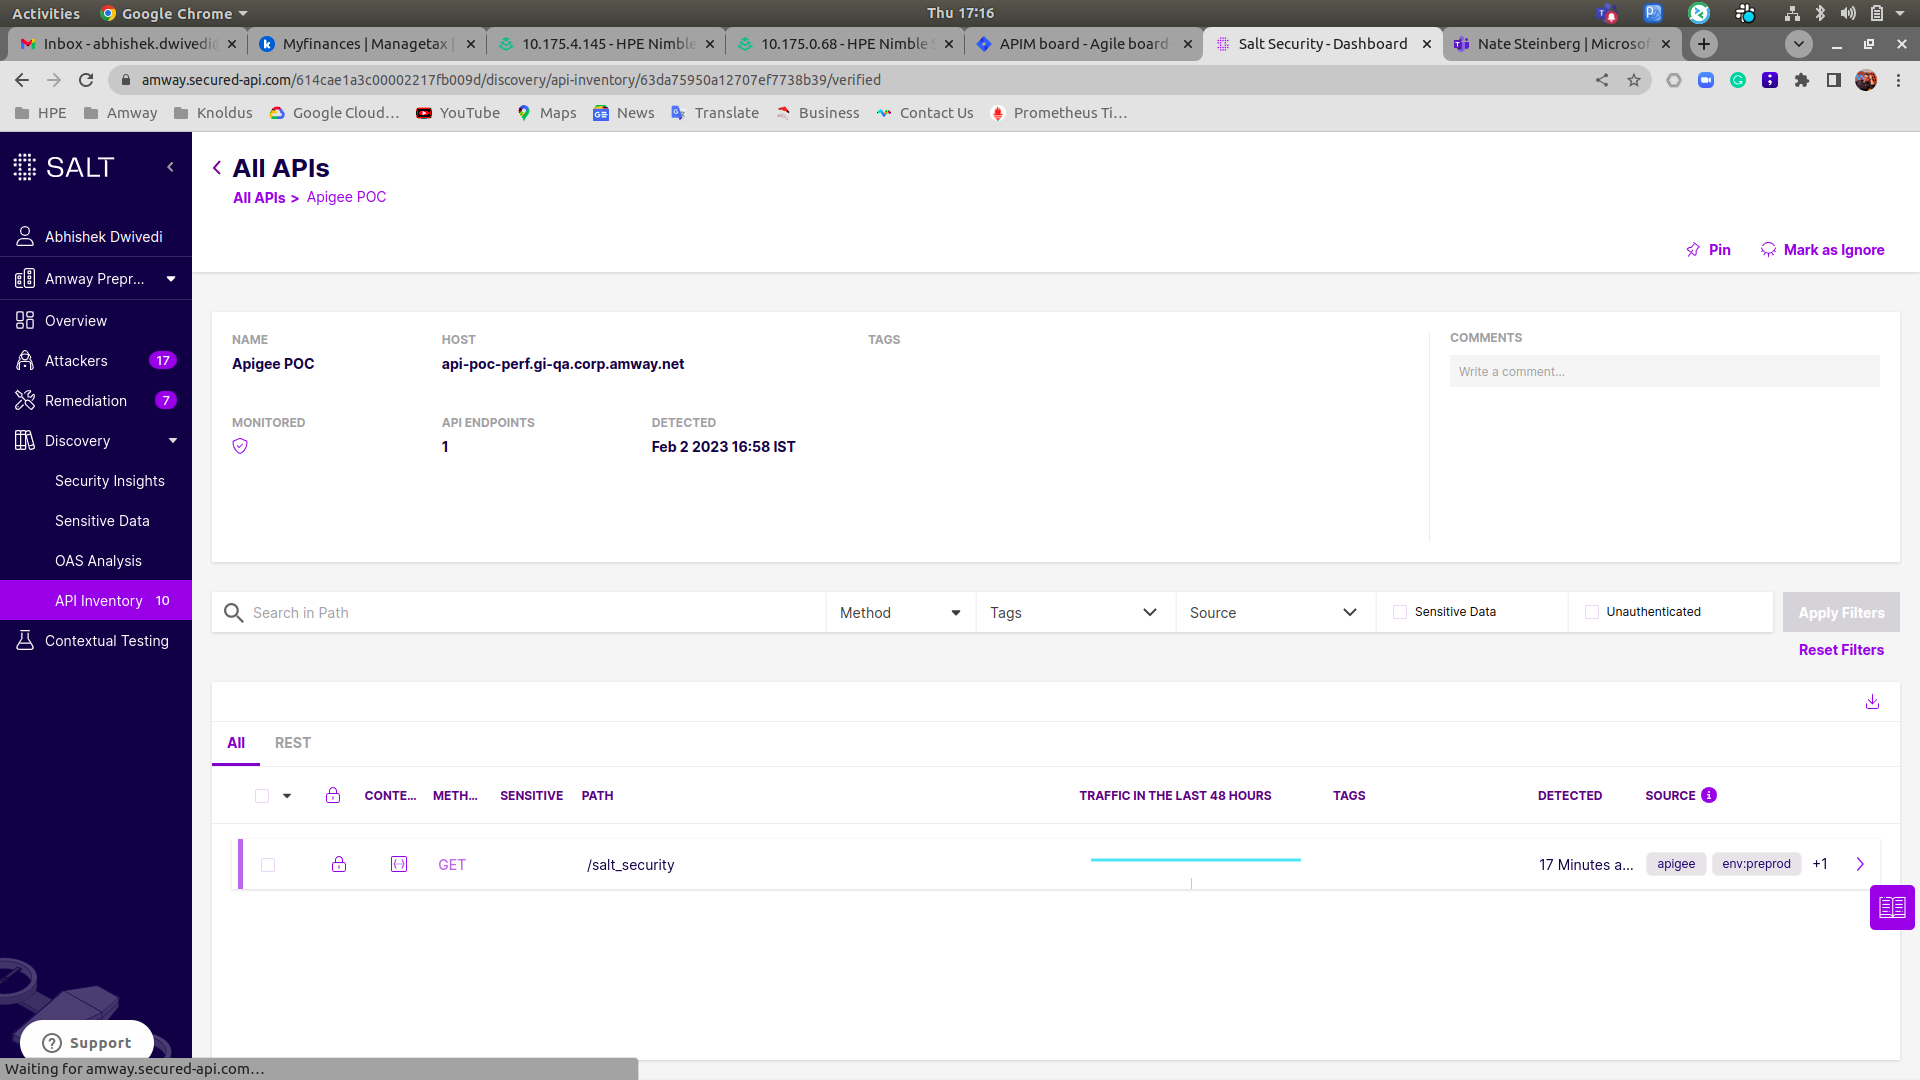 Activities Google Chrome Thu 17:16
Inbox - abhishek.dwivedi@ Myfinances | Managetax | 10.175.4.145 - HPE Nimble 10.175.0.68 - HPE Nimble S APIM board - Agile board Salt Security - Dashboard Nate Steinberg | Microsof
amway.secured-api.com/614cae1a3c00002217fb009d/discovery/api-inventory/63da75950a12707ef7738b39/verified
HPE Amway Knoldus Google Cloud… YouTube Maps News Translate Business Contact Us Prometheus Ti…
SALT
Abhishek Dwivedi
Amway Prepr...
Overview
Attackers 17
Remediation 7
Discovery
Security Insights
Sensitive Data
OAS Analysis
API Inventory 10
Contextual Testing
Support
Waiting for amway.secured-api.com…
All APIs
All APIs > Apigee POC
Pin Mark as Ignore
NAME HOST TAGS
Apigee POC api-poc-perf.gi-qa.corp.amway.net
MONITORED API ENDPOINTS DETECTED
1 Feb 2 2023 16:58 IST
COMMENTS
Write a comment...
Search in Path Method Tags Source Sensitive Data Unauthenticated Apply Filters
Reset Filters
All REST
CONTE... METH... SENSITIVE PATH TRAFFIC IN THE LAST 48 HOURS TAGS DETECTED SOURCE
GET /salt_security 17 Minutes a... apigee env:preprod +1